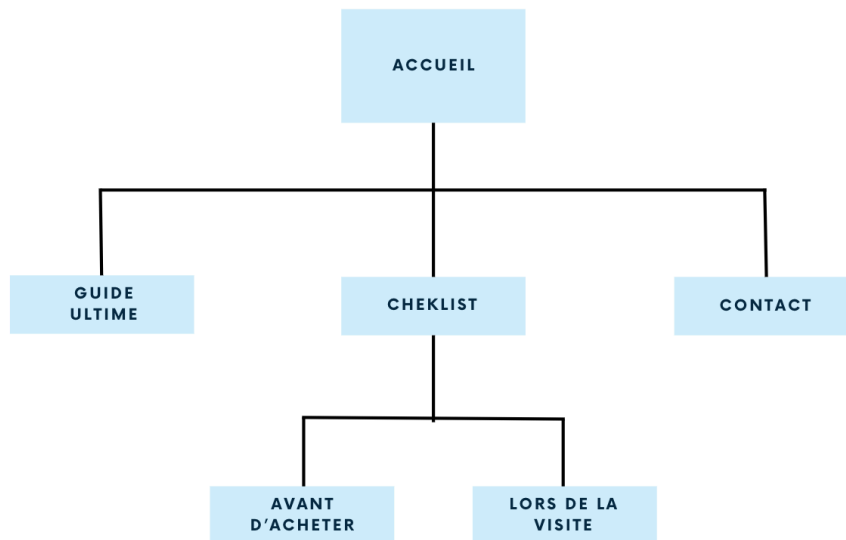 ACCUEIL
GUIDE
ULTIME
CHEKLIST
CONTACT
AVANT
D'ACHETER
LORS DE LA
VISITE